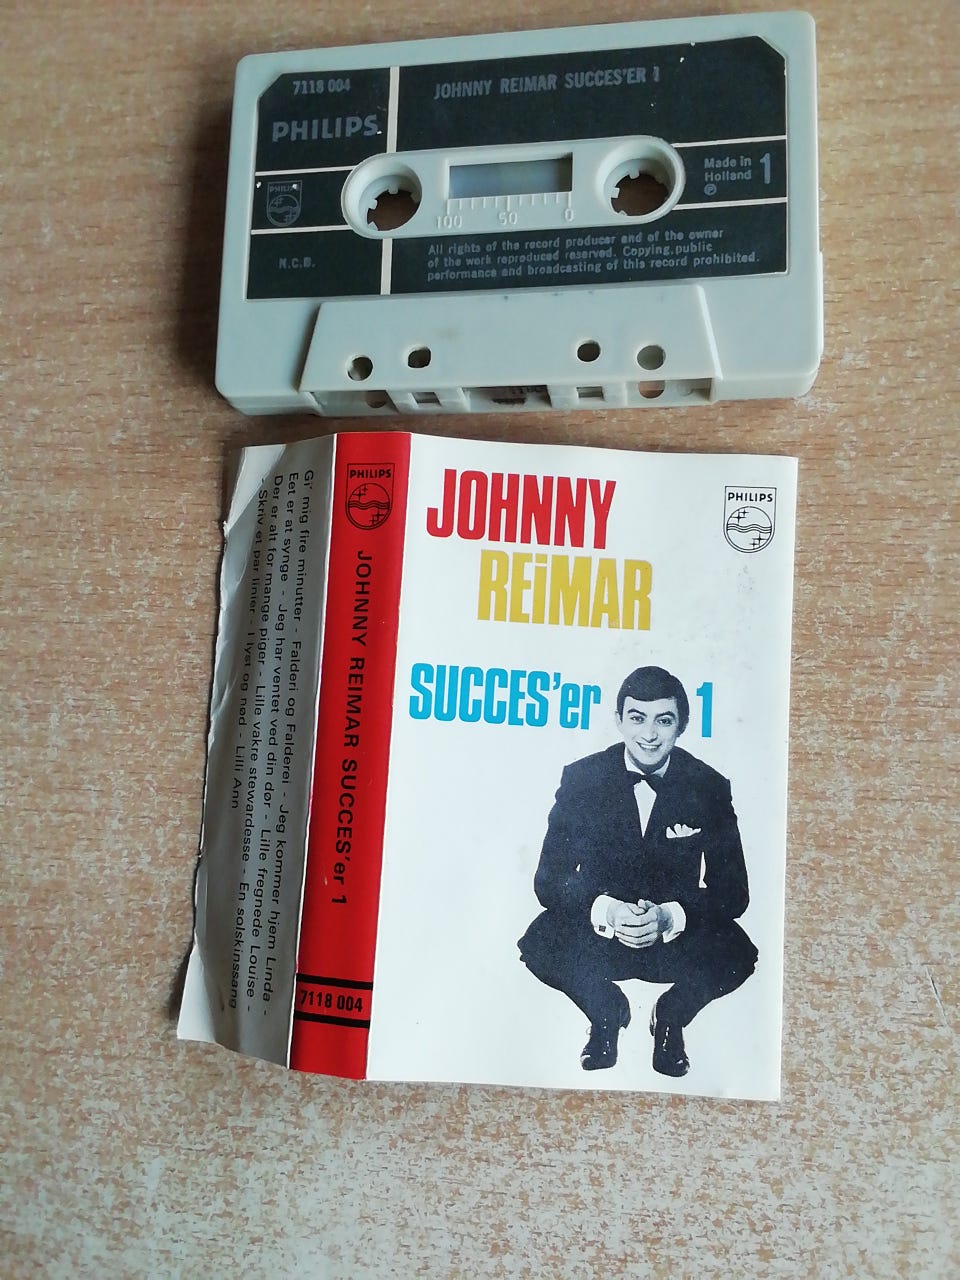 7118 004
PHILIPS
JOHNNY REIMAR SUCCES'ER 1
Made in
Holland
Ⓟ
1
PHILIPS
N.C.B.
100 50 0
All rights of the record producer and of the owner
of the work reproduced reserved. Copying, public
performance and broadcasting of this record prohibited.
Gi' mig fire minutter - Falderi og Falderei - Jeg kommer hjem Linda -
Eet er at synge - Jeg har ventet ved din dør - Lille fregnede Louise -
Der er alt for mange piger - Lille vakre stewardesse - En solskinssang
- Skriv et par linier - I lyst og nød - Lilli Ann
PHILIPS
JOHNNY REIMAR SUCCES'er 1
7118 004
JOHNNY
REiMAR
SUCCES'er 1
PHILIPS